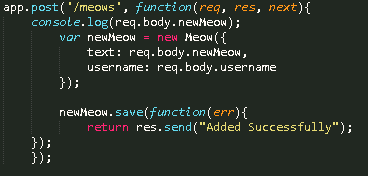 app.post('/meows', function(req, res, next){
    console.log(req.body.newMeow);
        var newMeow = new Meow({
            text: req.body.newMeow,
            username: req.body.username
        });

        newMeow.save(function(err){
            return res.send("Added Successfully");
    });
    });